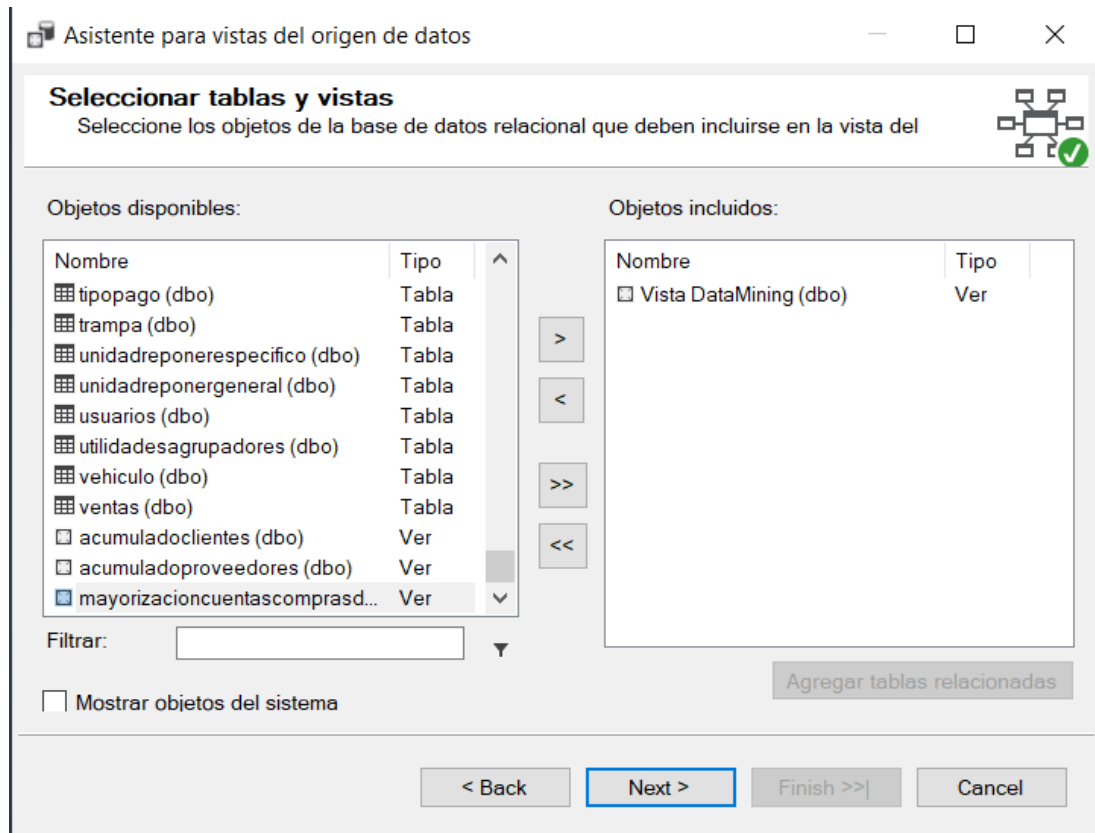 Asistente para vistas del origen de datos
Seleccionar tablas y vistas
Seleccione los objetos de la base de datos relacional que deben incluirse en la vista del
Objetos disponibles:
Nombre Tipo
tipopago (dbo) Tabla
trampa (dbo) Tabla
unidadreponerespecifico (dbo) Tabla
unidadreponergeneral (dbo) Tabla
usuarios (dbo) Tabla
utilidadesagrupadores (dbo) Tabla
vehiculo (dbo) Tabla
ventas (dbo) Tabla
acumuladoclientes (dbo) Ver
acumuladoproveedores (dbo) Ver
mayorizacioncuentascomprasd... Ver
Filtrar:
Mostrar objetos del sistema
>
<
>>
<<
Objetos incluidos:
Nombre Tipo
Vista DataMining (dbo) Ver
Agregar tablas relacionadas
< Back Next > Finish >>| Cancel